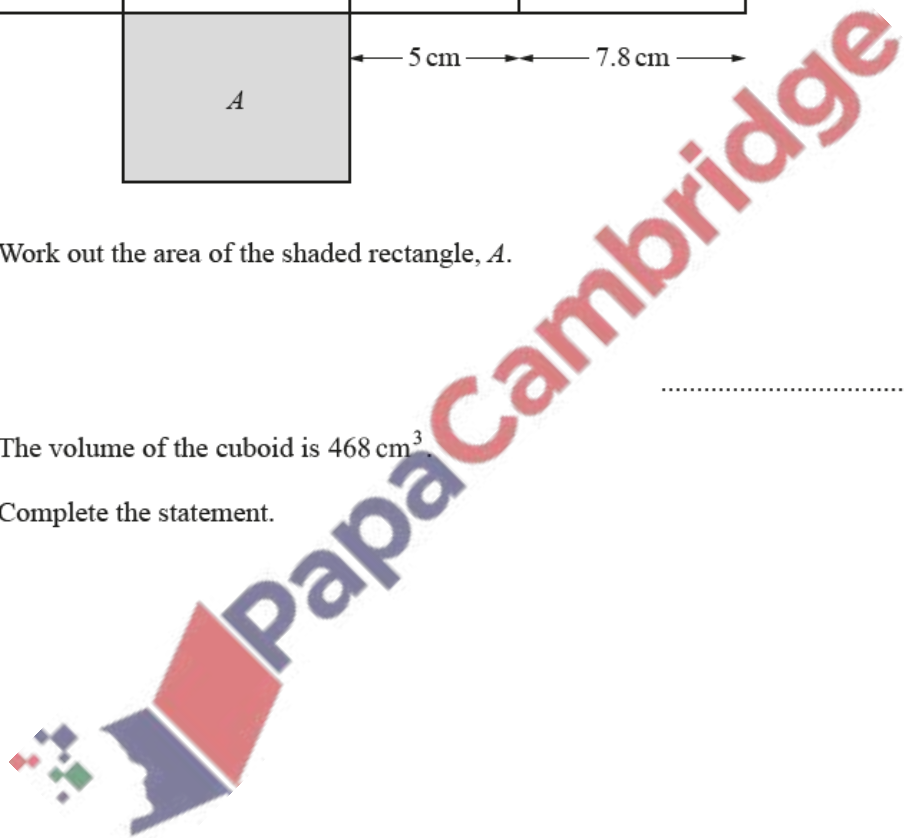 5 cm 7.8 cm
A
Work out the area of the shaded rectangle, A.
....................................
The volume of the cuboid is 468 cm³.
Complete the statement.
PapaCambridge